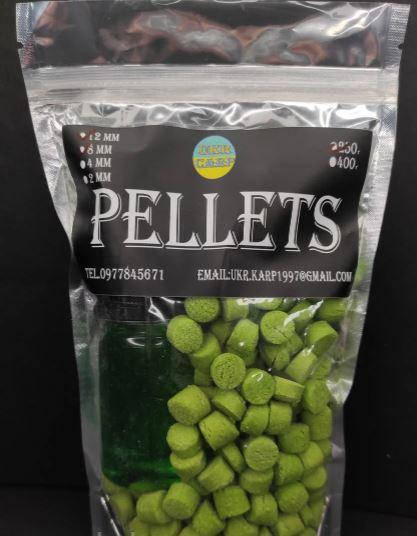 12 MM
8 MM
4 MM
2 MM
UKR
CARP
250г
400г
PELLETS
TEL.0977845671
EMAIL:UKR.KARP1997@GMAIL.COM